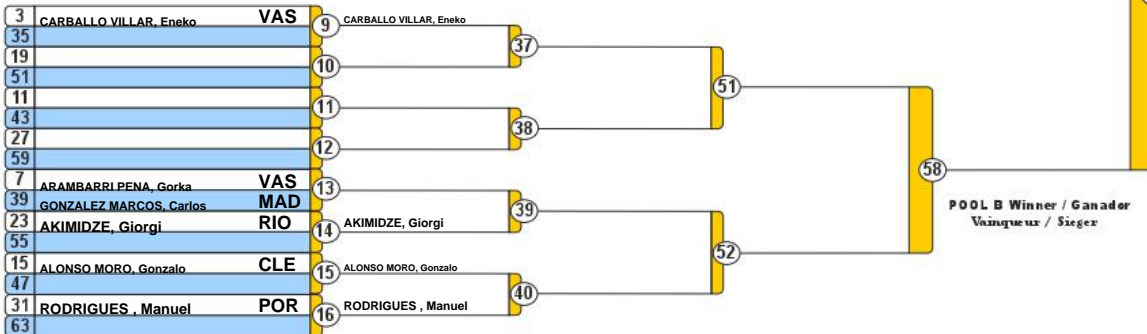 3 CARBALLO VILLAR, Eneko VAS 9 CARBALLO VILLAR, Eneko
35
37
19
10
51
51
11
11
43
38
27
12
59
58
7 ARAMBARRI PENA, Gorka VAS 13
39 GONZALEZ MARCOS, Carlos MAD
39
POOL B Winner / Ganador
Vainqueur / Sieger
23 AKIMIDZE, Giorgi RIO 14 AKIMIDZE, Giorgi
55
52
15 ALONSO MORO, Gonzalo CLE 15 ALONSO MORO, Gonzalo
47
40
31 RODRIGUES , Manuel POR 16 RODRIGUES , Manuel
63